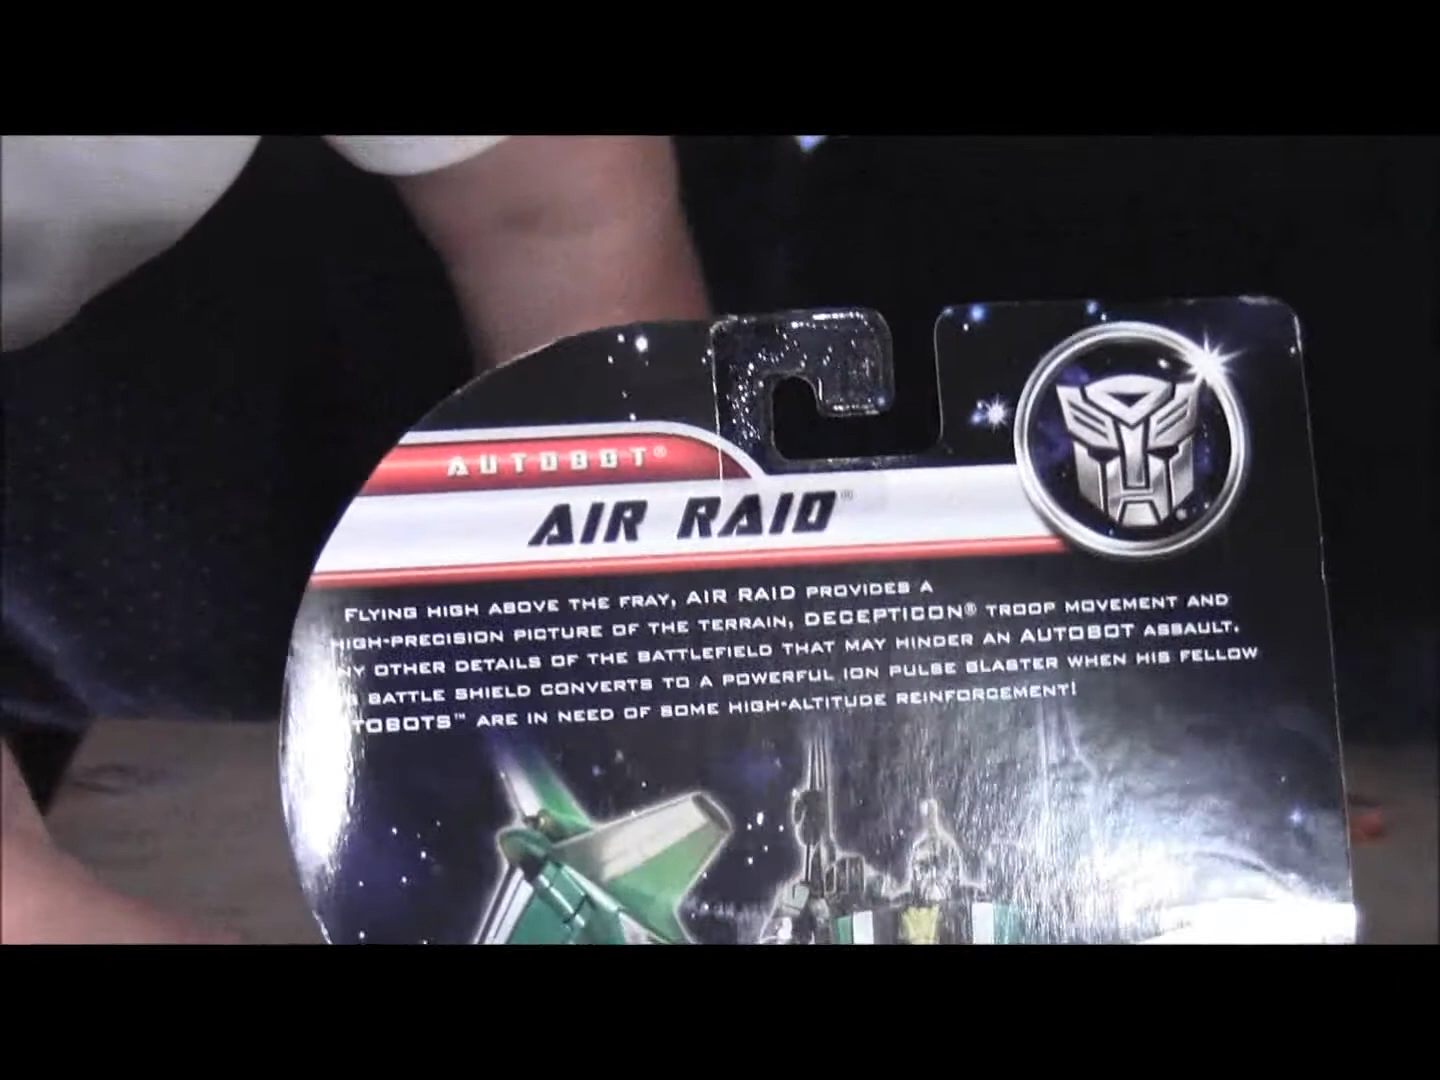 AUTOBOT®
AIR RAID®
FLYING HIGH ABOVE THE FRAY, AIR RAID PROVIDES A
HIGH-PRECISION PICTURE OF THE TERRAIN, DECEPTICON® TROOP MOVEMENT AND
NY OTHER DETAILS OF THE BATTLEFIELD THAT MAY HINDER AN AUTOBOT ASSAULT.
BATTLE SHIELD CONVERTS TO A POWERFUL ION PULSE BLASTER WHEN HIS FELLOW
TOBOTS™ ARE IN NEED OF SOME HIGH-ALTITUDE REINFORCEMENT!